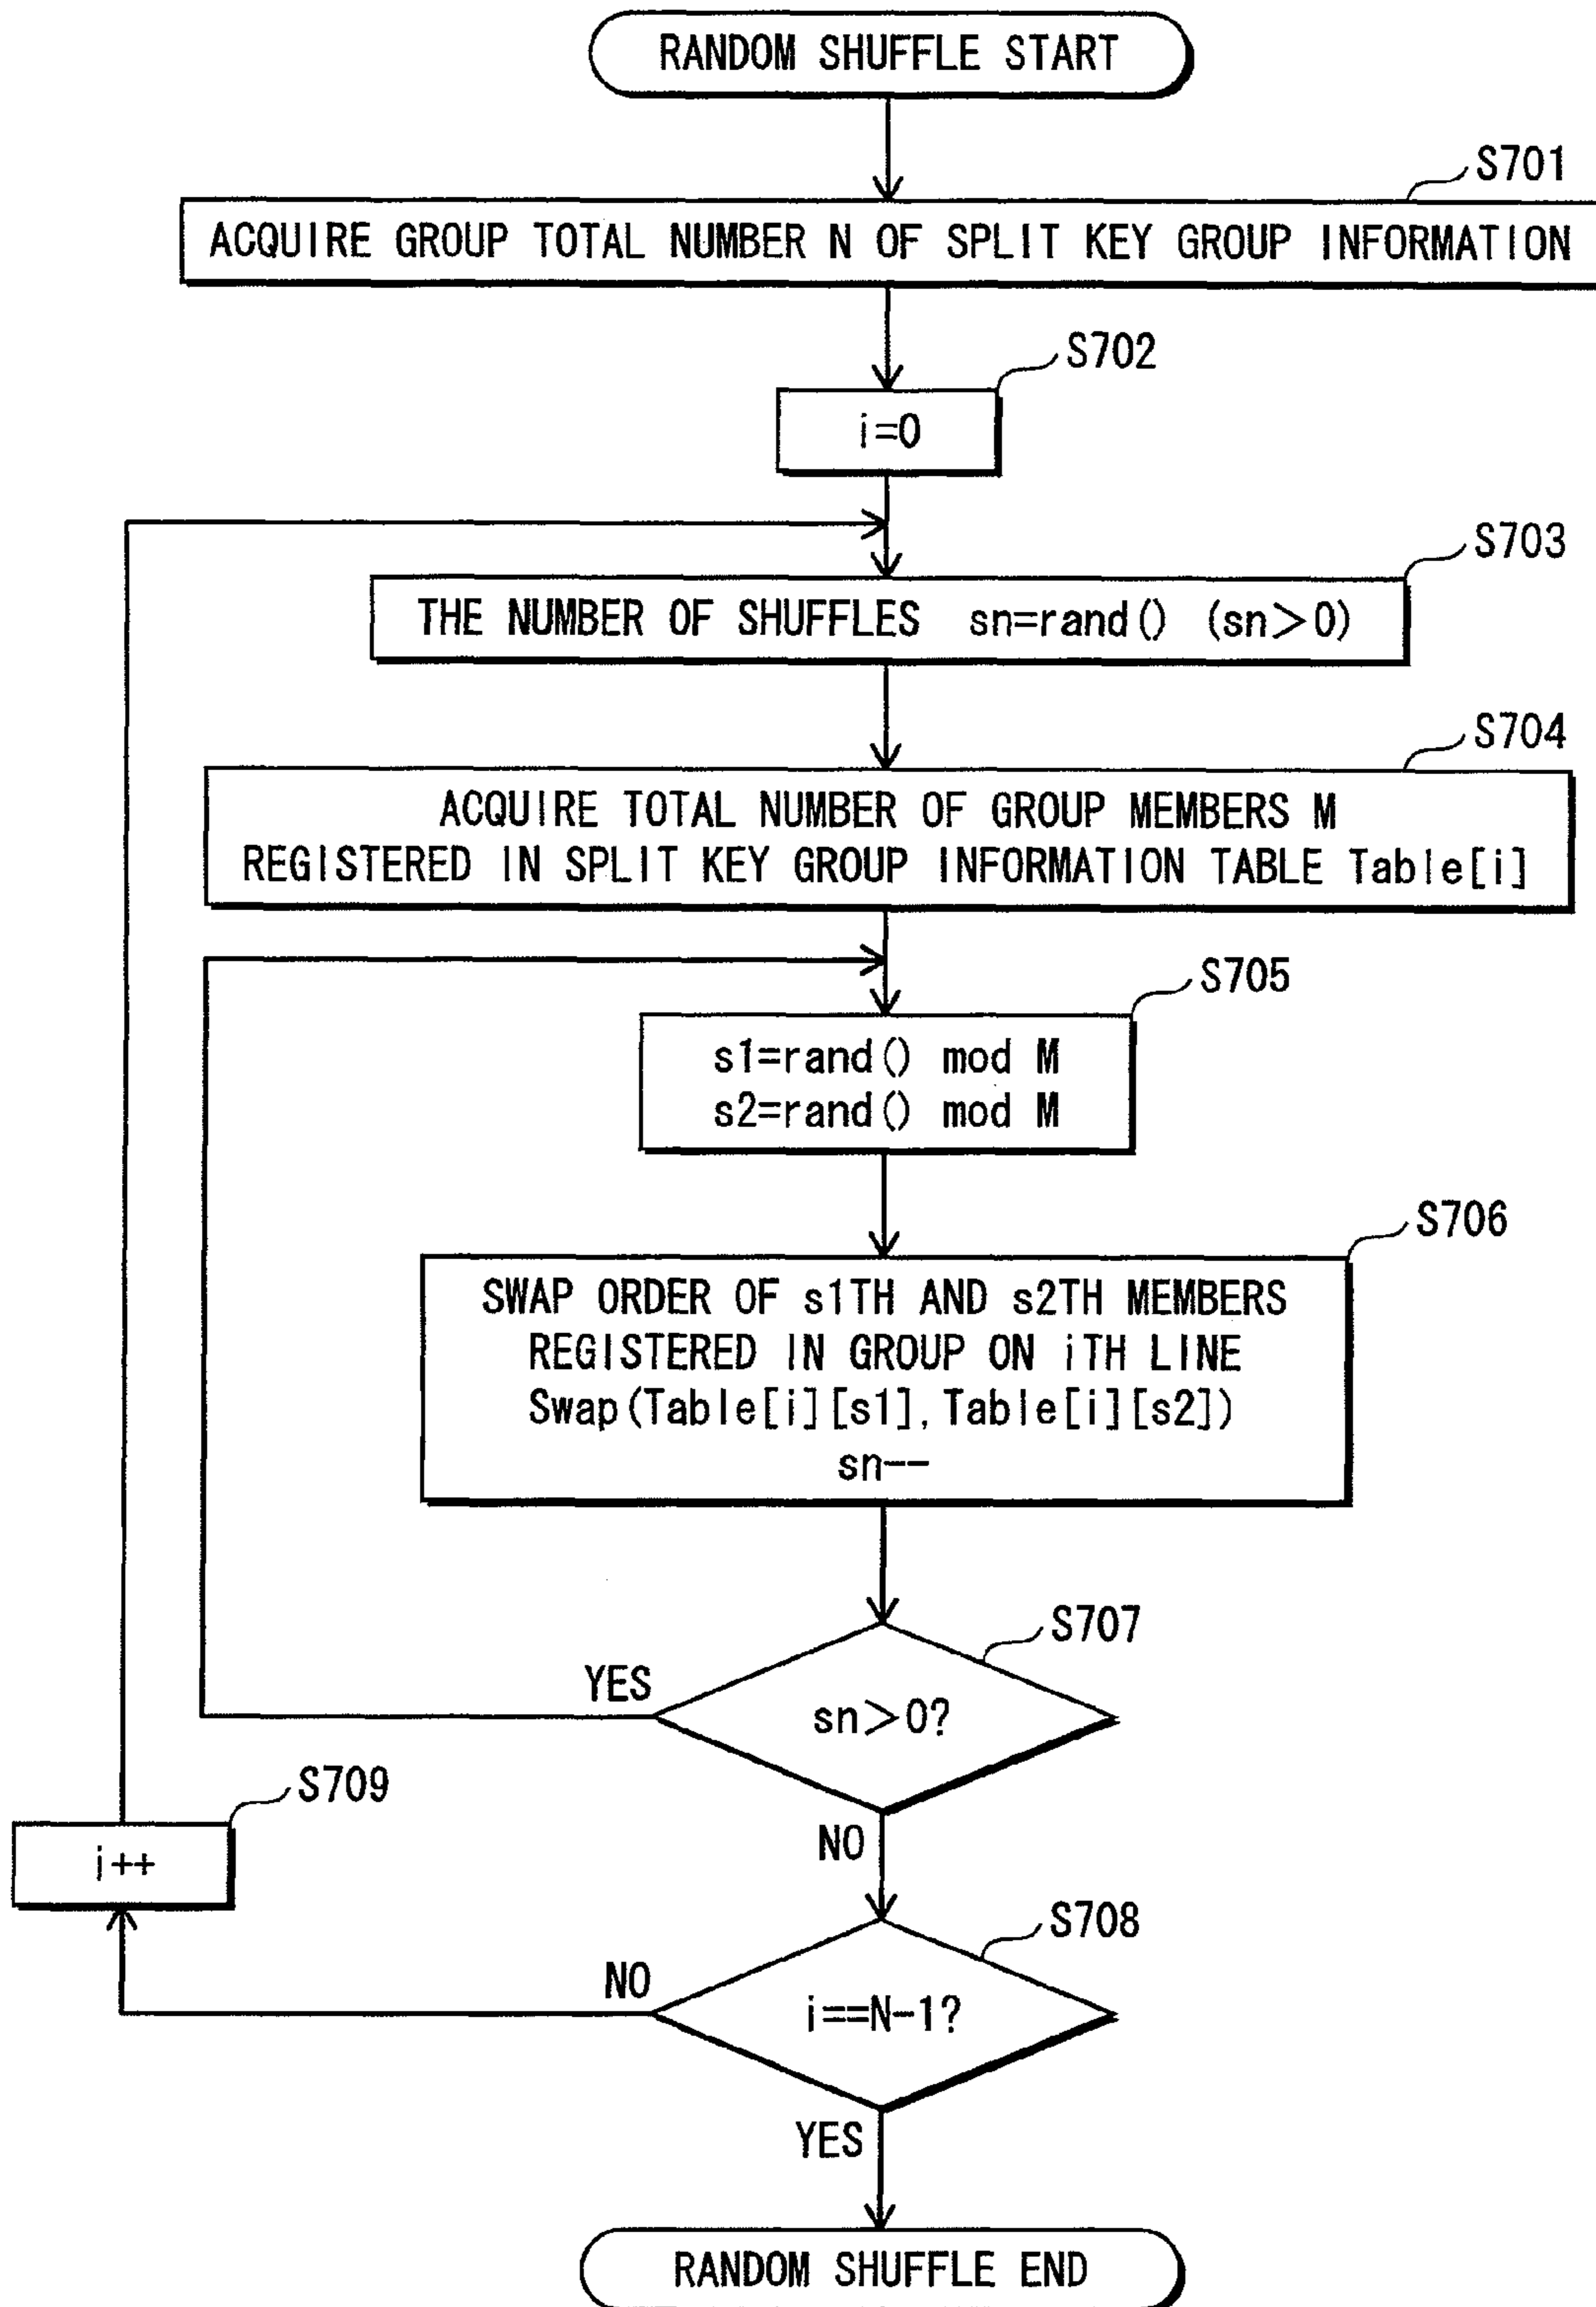 RANDOM SHUFFLE START
S701
ACQUIRE GROUP TOTAL NUMBER N OF SPLIT KEY GROUP INFORMATION
S702
i=0
S703
THE NUMBER OF SHUFFLES sn=rand() (sn>0)
S704
ACQUIRE TOTAL NUMBER OF GROUP MEMBERS M
REGISTERED IN SPLIT KEY GROUP INFORMATION TABLE Table[i]
S705
s1=rand() mod M
s2=rand() mod M
S706
SWAP ORDER OF s1TH AND s2TH MEMBERS
REGISTERED IN GROUP ON iTH LINE
Swap(Table[i][s1],Table[i][s2])
sn--
S707
YES
sn>0?
S709
NO
i++
S708
NO
i==N-1?
YES
RANDOM SHUFFLE END